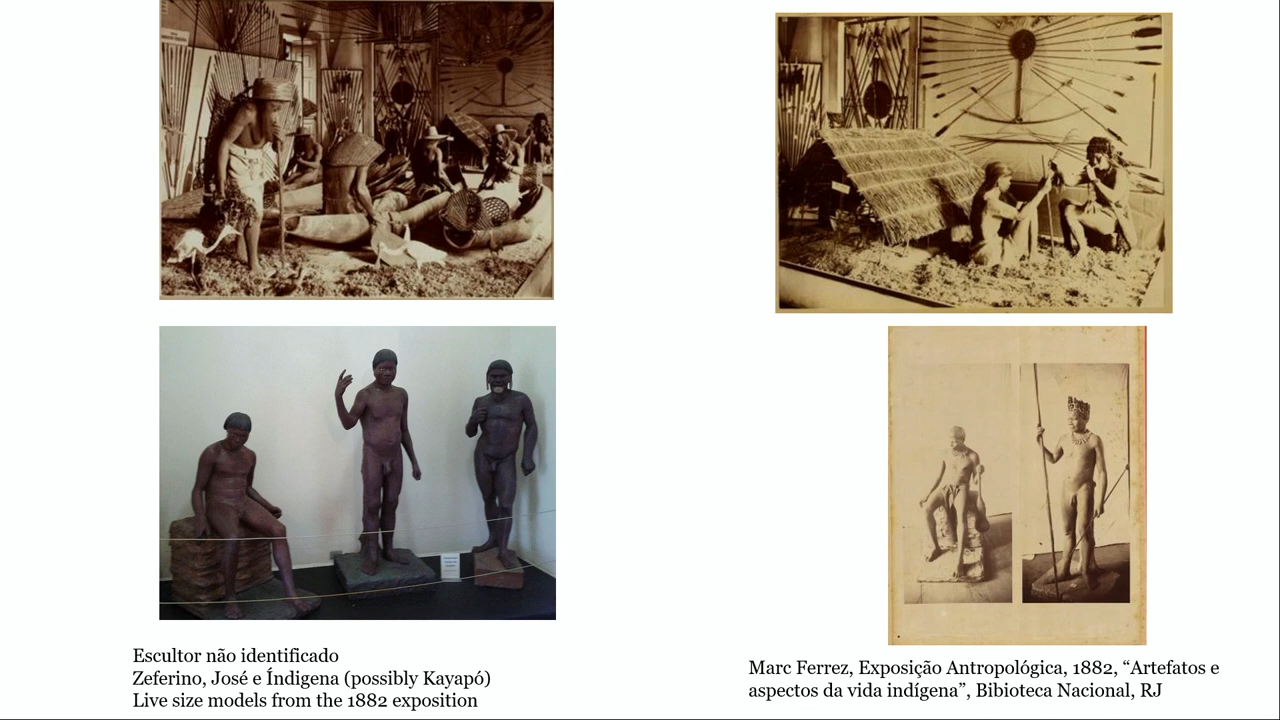 Escultor não identificado
Zeferino, José e Índigena (possibly Kayapó)
Live size models from the 1882 exposition
Marc Ferrez, Exposição Antropológica, 1882, “Artefatos e
aspectos da vida indígena”, Bibioteca Nacional, RJ